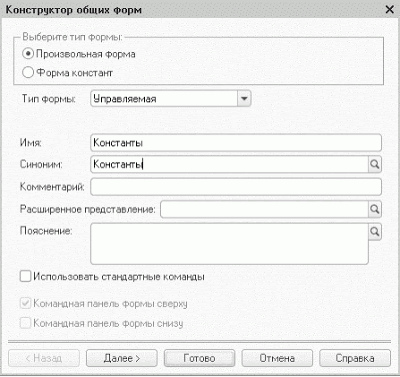 Конструктор общих форм
Выберите тип формы:
Произвольная форма
Форма констант
Тип формы: Управляемая
Имя: Константы
Синоним: Константы
Комментарий:
Расширенное представление:
Пояснение:
Использовать стандартные команды
Командная панель формы сверху
Командная панель формы снизу
< Назад Далее > Готово Отмена Справка